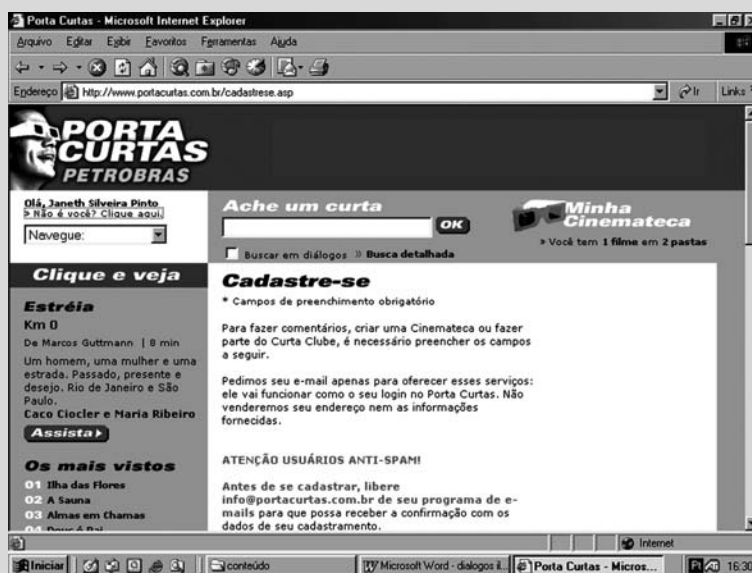 Porta Curtas - Microsoft Internet Explorer
Arquivo Editar Exibir Favoritos Ferramentas Ajuda
Endereço http://www.portacurtas.com.br/cadastrese.asp Ir Links
PORTA
CURTAS
PETROBRAS
Olá, Janeth Silveira Pinto
> Não é você? Clique aqui.
Navegue:
Ache um curta
OK
Buscar em diálogos » Busca detalhada
Minha
Cinemateca
» Você tem 1 filme em 2 pastas
Clique e veja
Estréia
Km 0
De Marcos Guttmann | 8 min
Um homem, uma mulher e uma
estrada. Passado, presente e
desejo. Rio de Janeiro e São
Paulo.
Caco Ciocler e Maria Ribeiro
Assista
Os mais vistos
01 Ilha das Flores
02 A Sauna
03 Almas em Chamas
04 Deus é Pai
Cadastre-se
* Campos de preenchimento obrigatório
Para fazer comentários, criar uma Cinemateca ou fazer
parte do Curta Clube, é necessário preencher os campos
a seguir.
Pedimos seu e-mail apenas para oferecer esses serviços:
ele vai funcionar como o seu login no Porta Curtas. Não
venderemos seu endereço nem as informações
fornecidas.
ATENÇÃO USUÁRIOS ANTI-SPAM!
Antes de se cadastrar, libere
info@portacurtas.com.br de seu programa de e-
mails para que possa receber a confirmação com os
dados de seu cadastramento.
Internet
Iniciar conteúdo Microsoft Word - dialogos il... Porta Curtas - Micros... 16:30